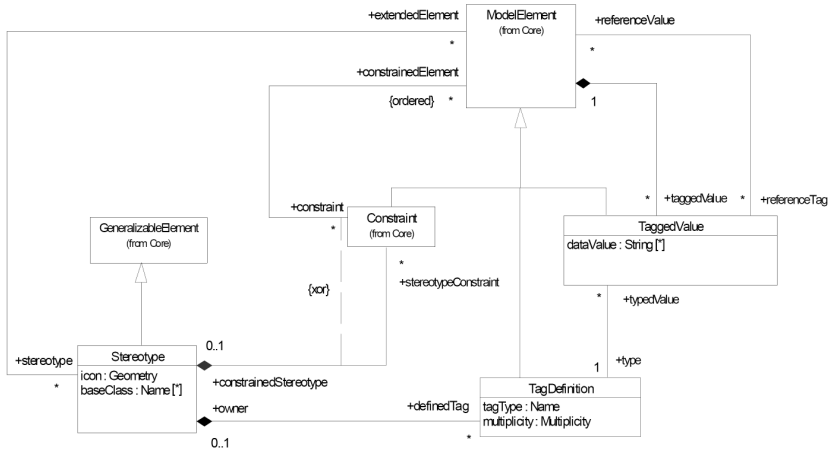 +extendedElement
ModelElement
(from Core)
+referenceValue
*
*
+constrainedElement
{ordered}
*
1
+constraint
*
Constraint
(from Core)
*
+taggedValue
*
+referenceTag
GeneralizableElement
(from Core)
TaggedValue
dataValue : String [*]
*
+stereotypeConstraint
{xor}
*
+typedValue
0..1
+stereotype
*
Stereotype
icon : Geometry
baseClass : Name [*]
+constrainedStereotype
1
+type
+owner
0..1
+definedTag
*
TagDefinition
tagType : Name
multiplicity : Multiplicity